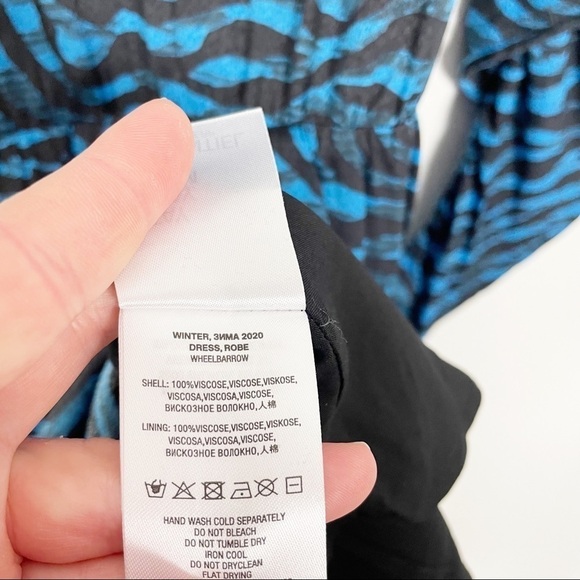 WINTER, ЗИМА 2020
DRESS, ROBE
WHEELBARROW
SHELL: 100%VISCOSE,VISCOSE,VISKOSE,
VISCOSA,VISCOSA,VISCOSE,
ВИСКОЗНОЕ ВОЛОКНО,人棉
LINING: 100%VISCOSE,VISCOSE,VISKOSE,
VISCOSA,VISCOSA,VISCOSE,
ВИСКОЗНОЕ ВОЛОКНО,人棉
HAND WASH COLD SEPARATELY
DO NOT BLEACH
DO NOT TUMBLE DRY
IRON COOL
DO NOT DRYCLEAN
FLAT DRYING